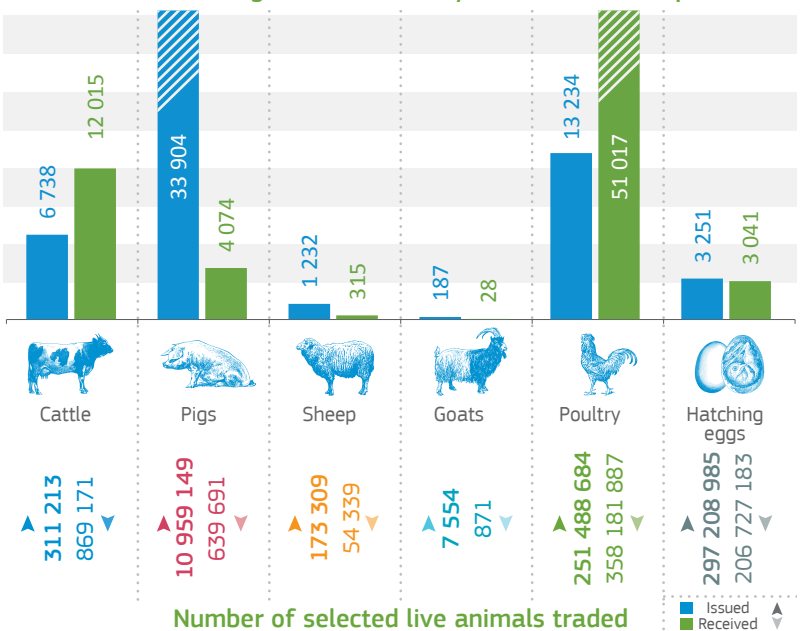 6 738
12 015
33 904
4 074
1 232
315
187
28
13 234
51 017
3 251
3 041
Cattle
Pigs
Sheep
Goats
Poultry
Hatching
eggs
311 213
869 171
10 959 149
639 691
173 309
54 339
7 554
871
251 488 684
358 181 887
297 208 985
206 727 183
Number of selected live animals traded
Issued
Received